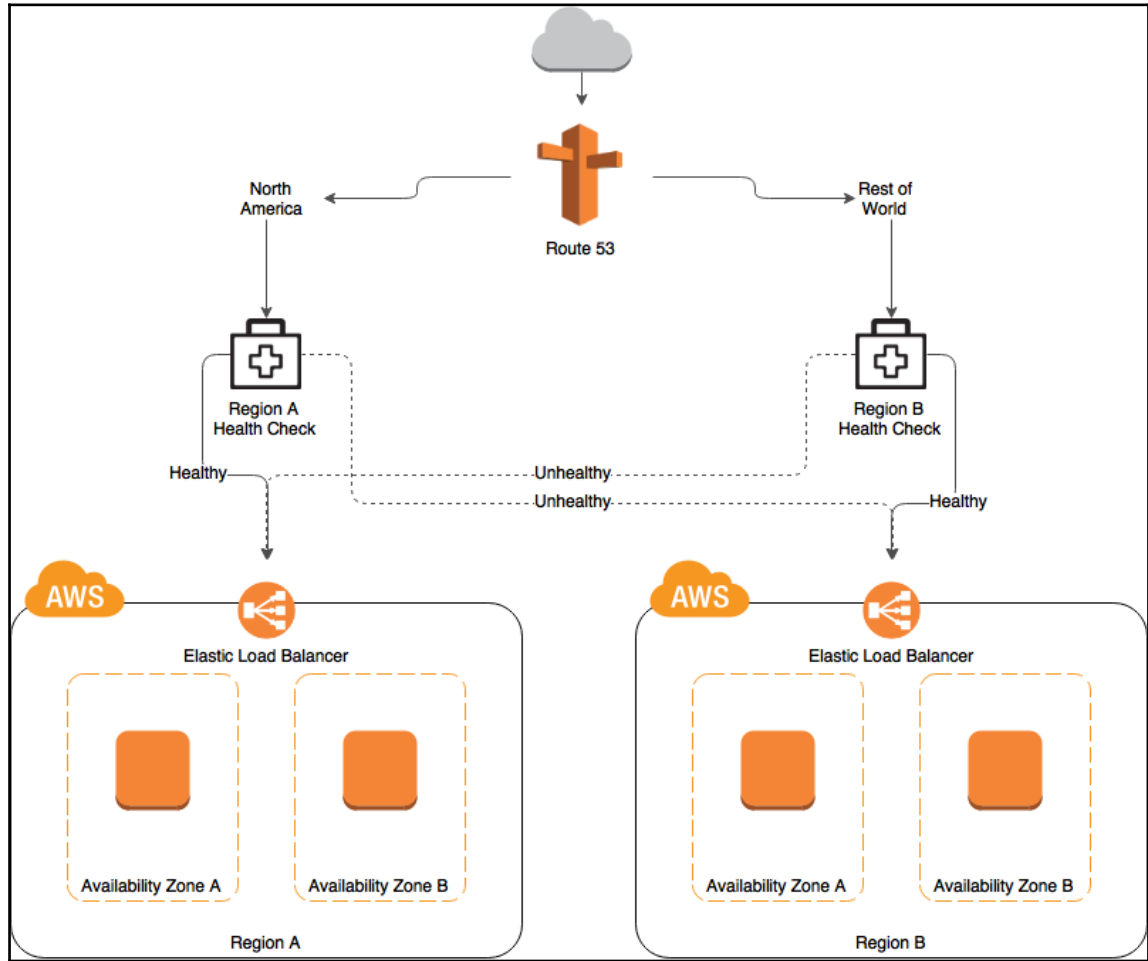 North
America
Rest of
World
Route 53
Region A
Health Check
Region B
Health Check
Healthy
Unhealthy
Unhealthy
Healthy
AWS
AWS
Elastic Load Balancer
Elastic Load Balancer
Availability Zone A
Availability Zone B
Availability Zone A
Availability Zone B
Region A
Region B